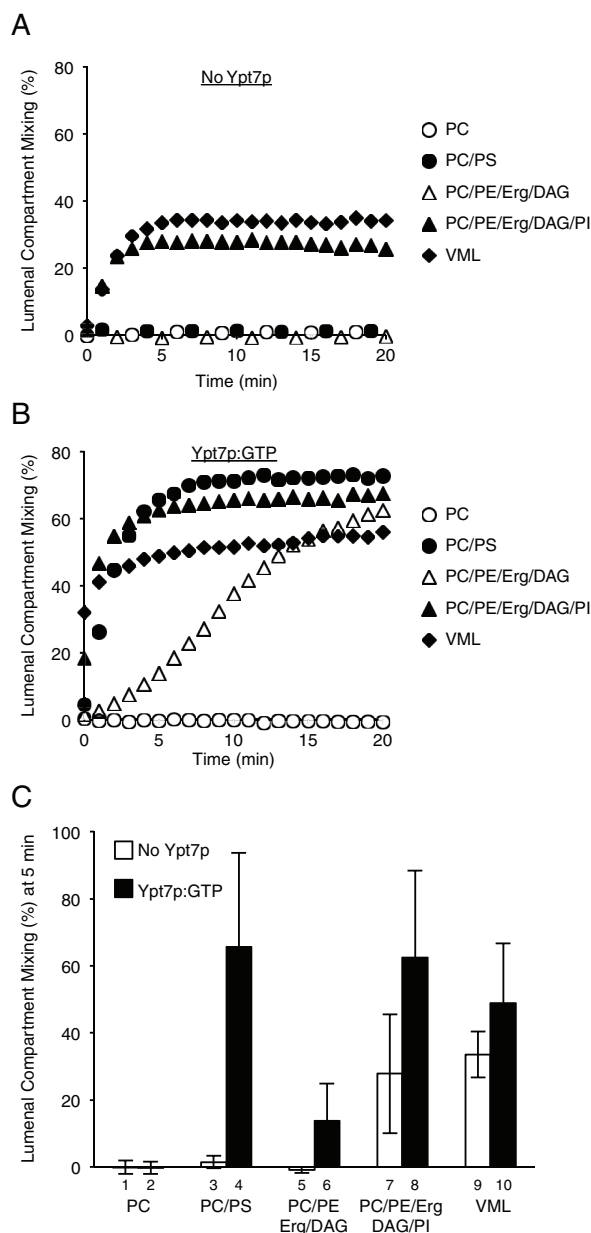 A
No Ypt7p
80
60
40
20
0
0 5 10 15 20
Lumenal Compartment Mixing (%)
Time (min)
PC
PC/PS
PC/PE/Erg/DAG
PC/PE/Erg/DAG/PI
VML
B
Ypt7p:GTP
80
60
40
20
0
0 5 10 15 20
Lumenal Compartment Mixing (%)
Time (min)
PC
PC/PS
PC/PE/Erg/DAG
PC/PE/Erg/DAG/PI
VML
C
No Ypt7p
Ypt7p:GTP
100
80
60
40
20
0
Lumenal Compartment Mixing (%) at 5 min
1 2 3 4 5 6 7 8 9 10
PC PC/PS PC/PE PC/PE/Erg VML
Erg/DAG DAG/PI